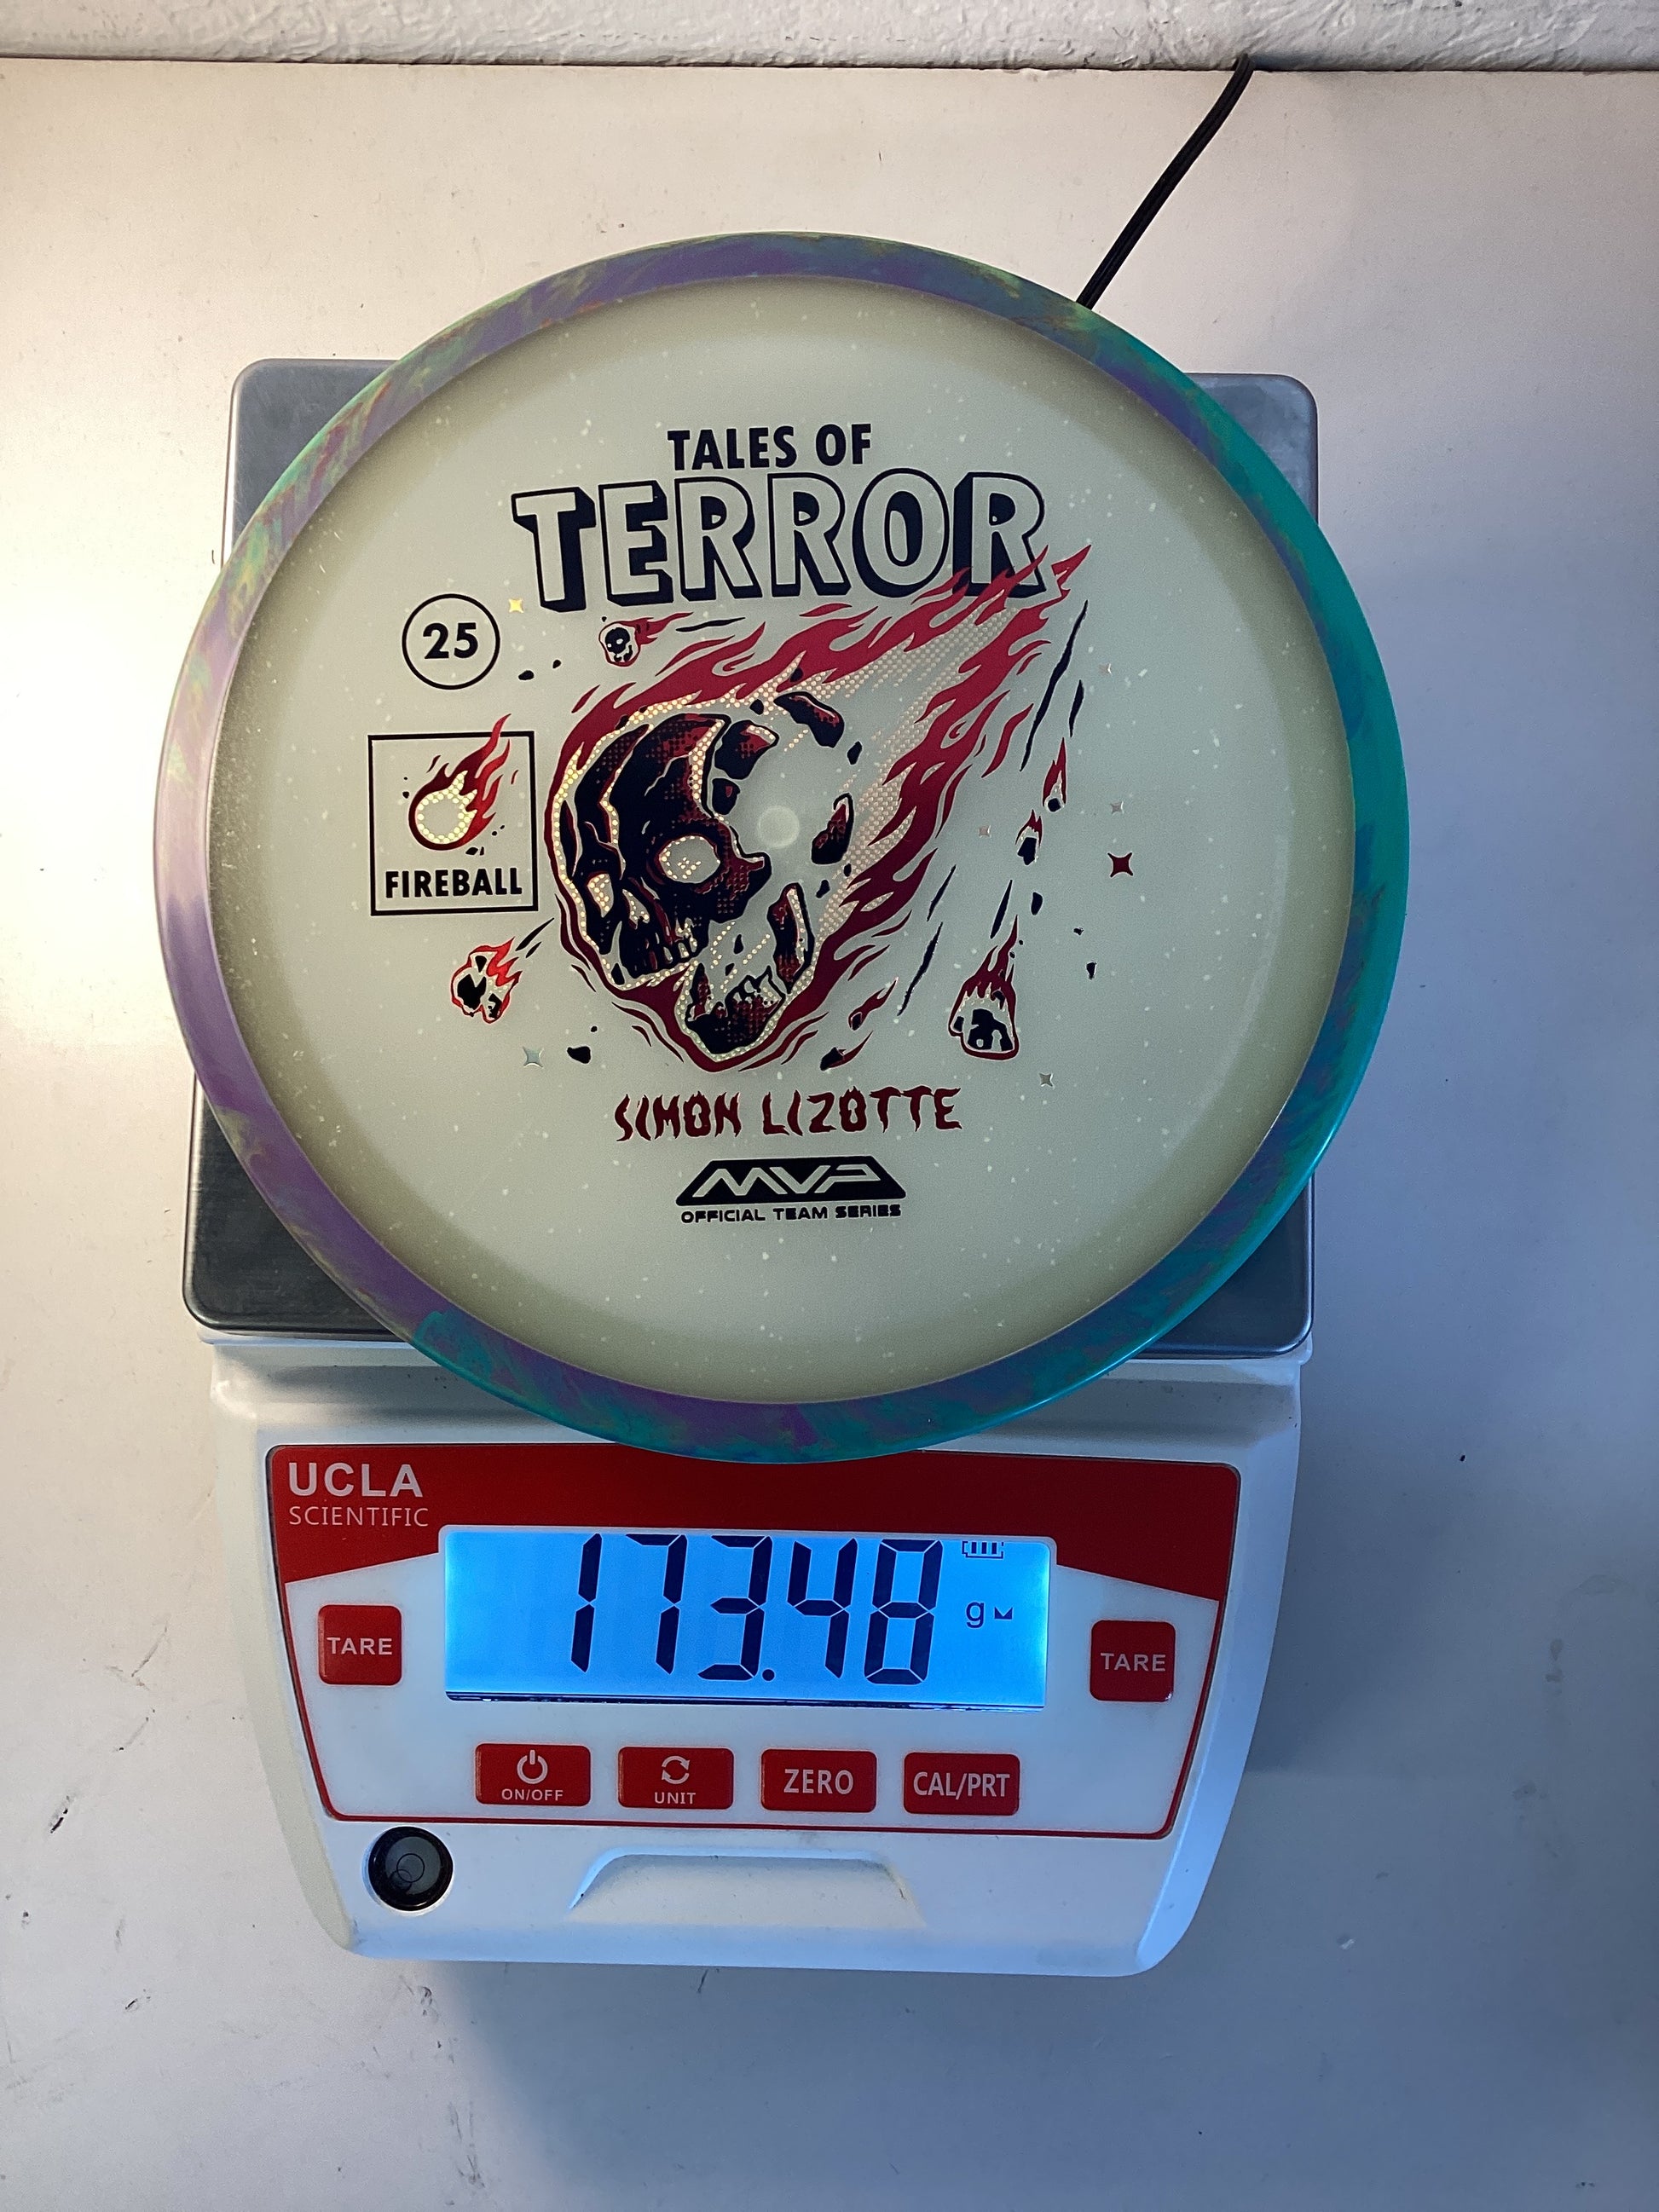 TALES OF
TERROR
25
FIREBALL
SIMON LIZOTTE
MVP
OFFICIAL TEAM SERIES
UCLA
SCIENTIFIC
173.48
g
TARE
TARE
ON/OFF
UNIT
ZERO
CAL/PRT